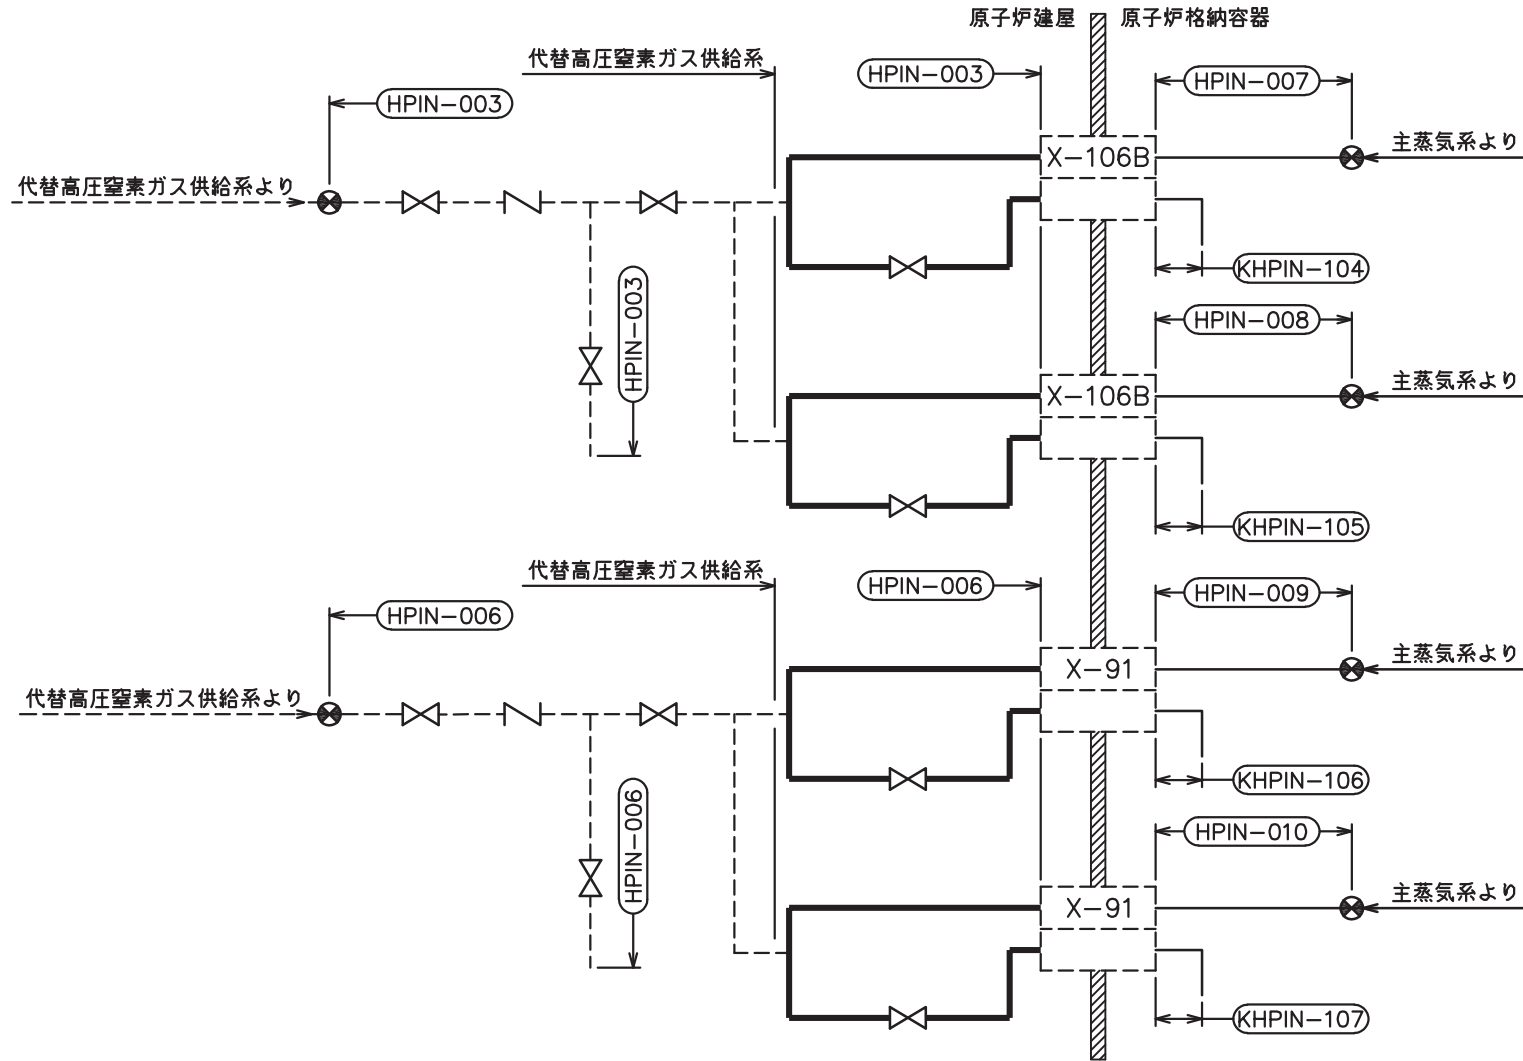 原子炉建屋
原子炉格納容器
代替高圧窒素ガス供給系
HPIN-003
HPIN-007
HPIN-003
主蒸気系より
X-106B
代替高圧窒素ガス供給系より
KHPIN-104
HPIN-003
HPIN-008
主蒸気系より
X-106B
KHPIN-105
代替高圧窒素ガス供給系
HPIN-006
HPIN-009
HPIN-006
主蒸気系より
X-91
代替高圧窒素ガス供給系より
KHPIN-106
HPIN-006
HPIN-010
主蒸気系より
X-91
KHPIN-107